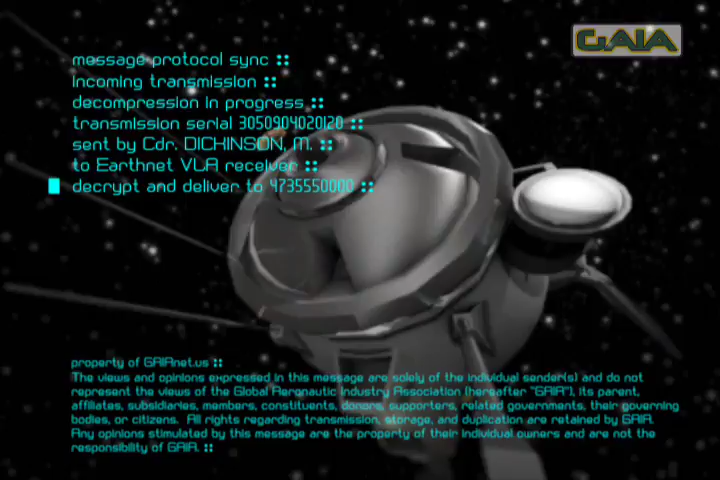 GAIA
message protocol sync ::
incoming transmission ::
decompression in progress ::
transmission serial 3050904020120 ::
sent by Cdr. DICKINSON, M. ::
to Earthnet VLA receiver ::
decrypt and deliver to 4735550000 ::
property of GAIAnet.us ::
The views and opinions expressed in this message are solely of the individual sender(s) and do not
represent the views of the Global Aeronautic Industry Association (hereafter "GAIA"), its parent,
affiliates, subsidiaries, members, constituents, donors, supporters, related governments, their governing
bodies, or citizens. All rights regarding transmission, storage, and duplication are retained by GAIA.
Any opinions stimulated by this message are the property of their individual owners and are not the
responsibility of GAIA. ::